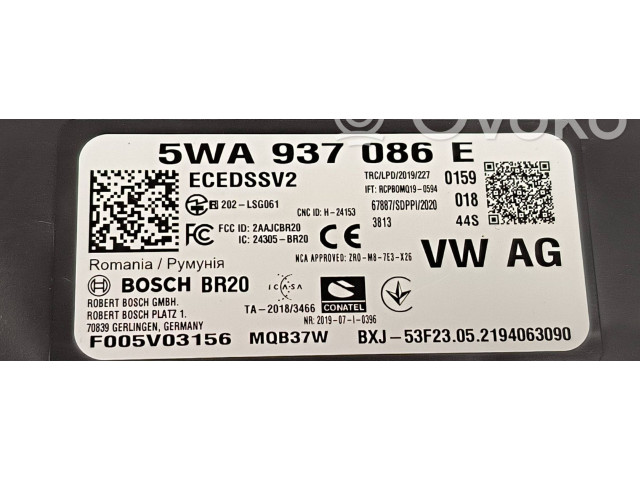 © Ovoko
5WA 937 086 E
ECEDSSV2
TRC/LPD/2019/227 0159
IFT: RCPBOMQ19-0594
202-LSG061
CNC ID: H-24153
67887/SDPPI/2020 018
3813 44S
FCC ID: 2AAJCBR20
IC: 24305-BR20
CE
NCA APPROVED: ZRO-M8-7E3-X26
VW AG
Romania / Румунія
BOSCH BR20
ICASA
ROBERT BOSCH GMBH.
ROBERT BOSCH PLATZ 1.
70839 GERLINGEN, GERMANY
TA-2018/3466
CONATEL
NR: 2019-07-I-0396
F005V03156 MQB37W BXJ-53F23.05.2194063090